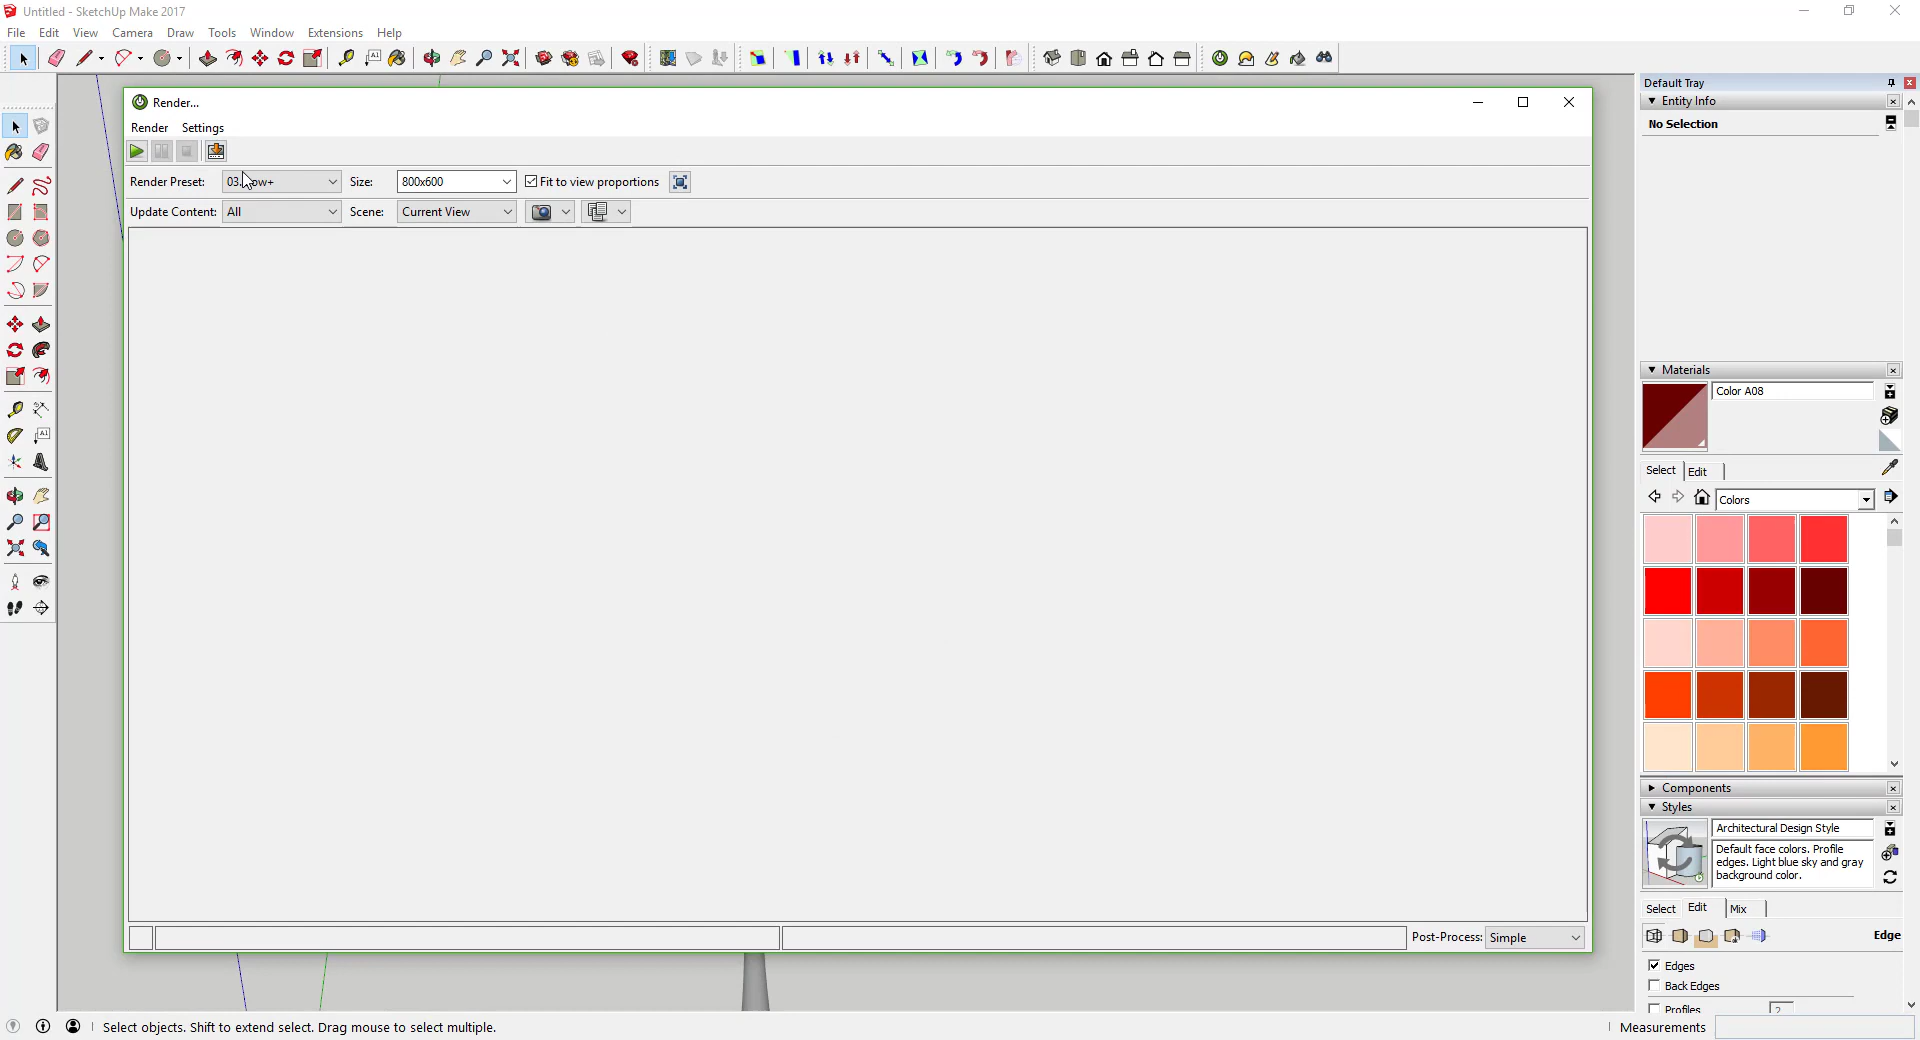 Untitled - SketchUp Make 2017
File Edit View Camera Draw Tools Window Extensions Help
Default Tray
Entity Info
No Selection
Render...
Render Settings
Render Preset: Size: 800x600 Fit to view proportions
Update Content: All Scene: Current View
Post-Process: Simple
Materials
Color A08
Select Edit
Colors
Components
Styles
Architectural Design Style
Default face colors. Profile
edges. Light blue sky and gray
background color.
Select Edit Mix
Edge
Edges
Back Edges
Profiles
Select objects. Shift to extend select. Drag mouse to select multiple.
Measurements